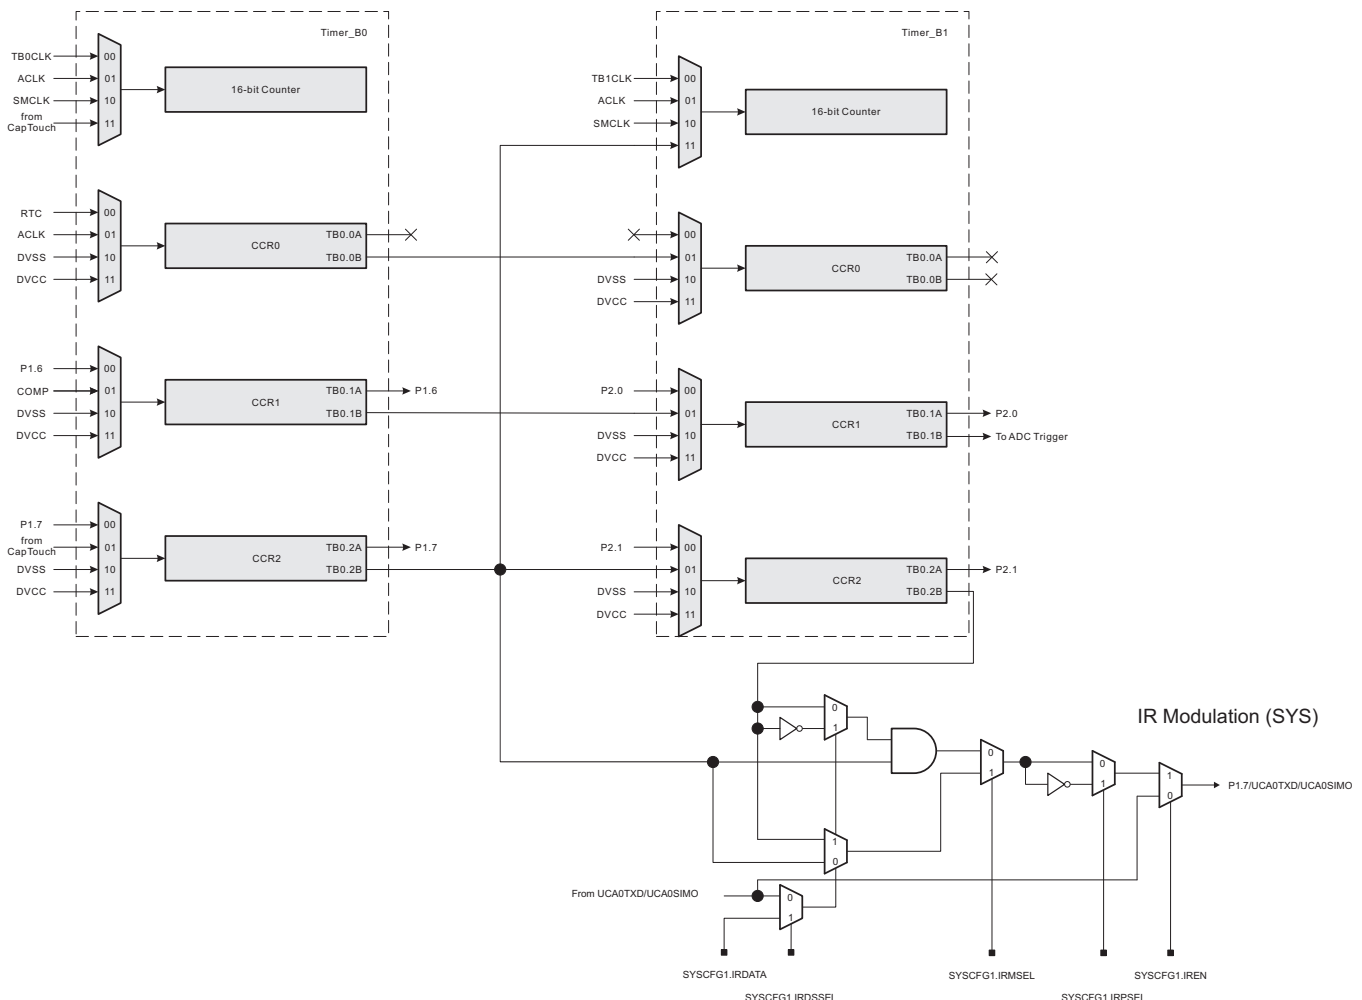 Timer_B0
TB0CLK
00
ACLK
01
16-bit Counter
SMCLK
10
from
CapTouch
11
RTC
00
ACLK
01
CCR0
TB0.0A
DVSS
10
TB0.0B
DVCC
11
P1.6
00
COMP
01
CCR1
TB0.1A
P1.6
DVSS
10
TB0.1B
DVCC
11
P1.7
00
from
CapTouch
01
CCR2
TB0.2A
P1.7
DVSS
10
TB0.2B
DVCC
11
Timer_B1
TB1CLK
00
ACLK
01
16-bit Counter
SMCLK
10
11
00
01
CCR0
TB0.0A
DVSS
10
TB0.0B
DVCC
11
P2.0
00
01
CCR1
TB0.1A
P2.0
DVSS
10
TB0.1B
To ADC Trigger
DVCC
11
P2.1
00
01
CCR2
TB0.2A
P2.1
DVSS
10
TB0.2B
DVCC
11
IR Modulation (SYS)
0
1
0
1
0
1
1
0
P1.7/UCA0TXD/UCA0SIMO
1
0
From UCA0TXD/UCA0SIMO
0
1
SYSCFG1.IRDATA
SYSCFG1.IRMSEL
SYSCFG1.IREN
SYSCFG1.IRDSSEL
SYSCFG1.IRPSEL